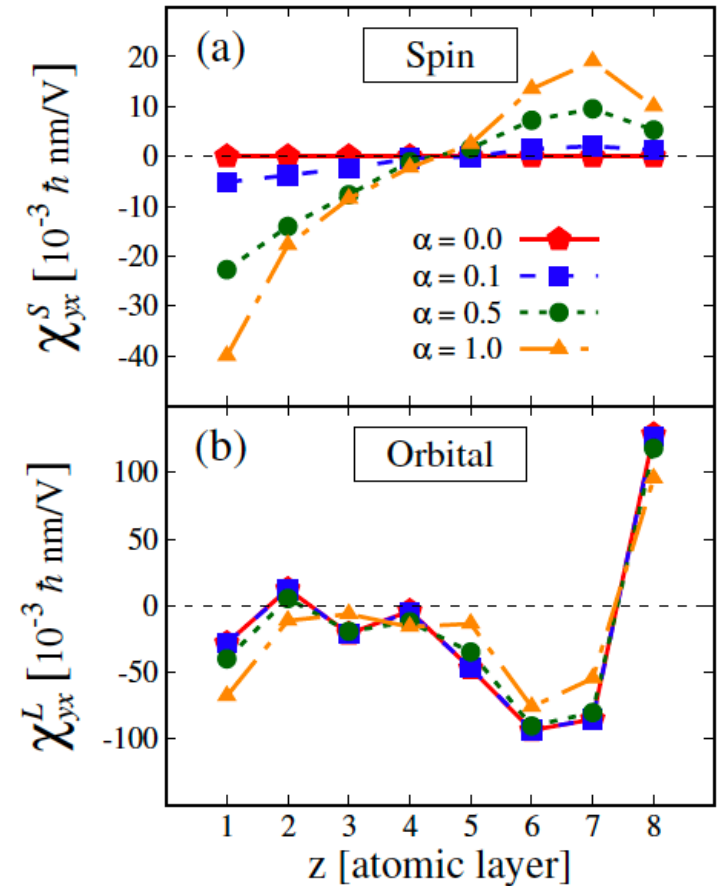 (a)
Spin
χ^S_yx [10^-3 ℏ nm/V]
20
10
0
-10
-20
-30
-40
α = 0.0
α = 0.1
α = 0.5
α = 1.0
(b)
Orbital
χ^L_yx [10^-3 ℏ nm/V]
100
50
0
-50
-100
1 2 3 4 5 6 7 8
z [atomic layer]